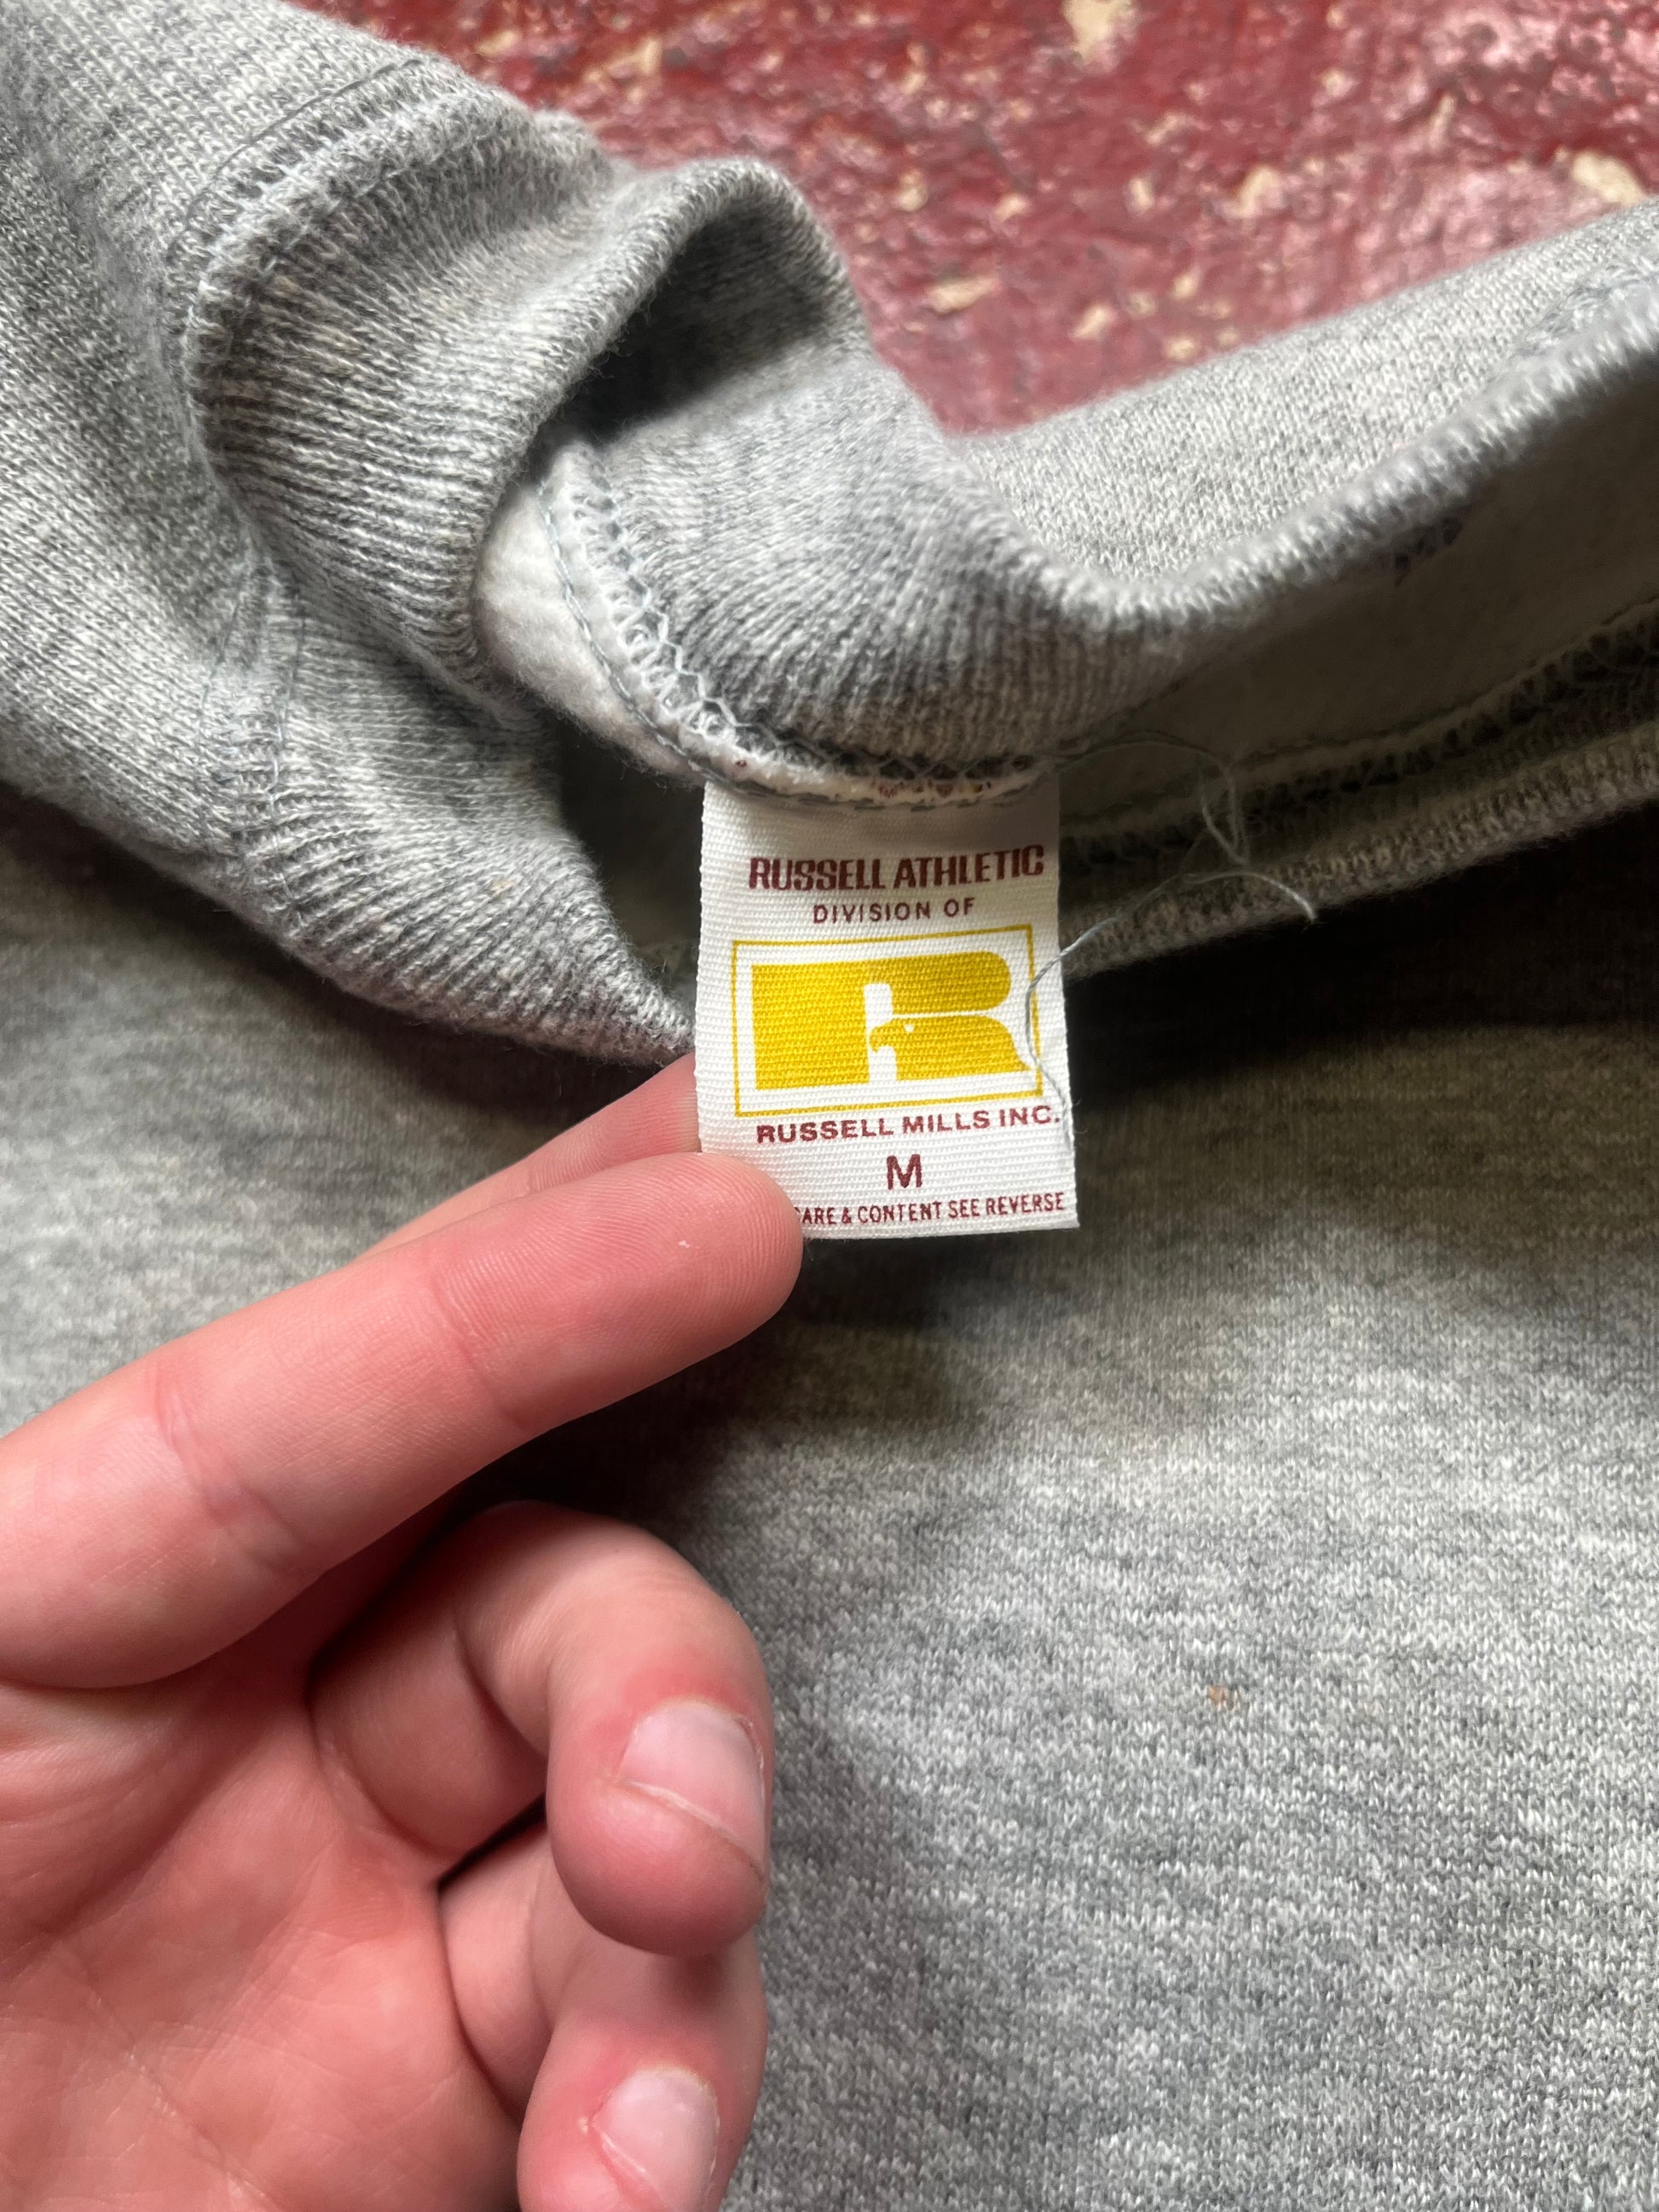 RUSSELL ATHLETIC
DIVISION OF
R
RUSSELL MILLS INC.
M
CARE & CONTENT SEE REVERSE